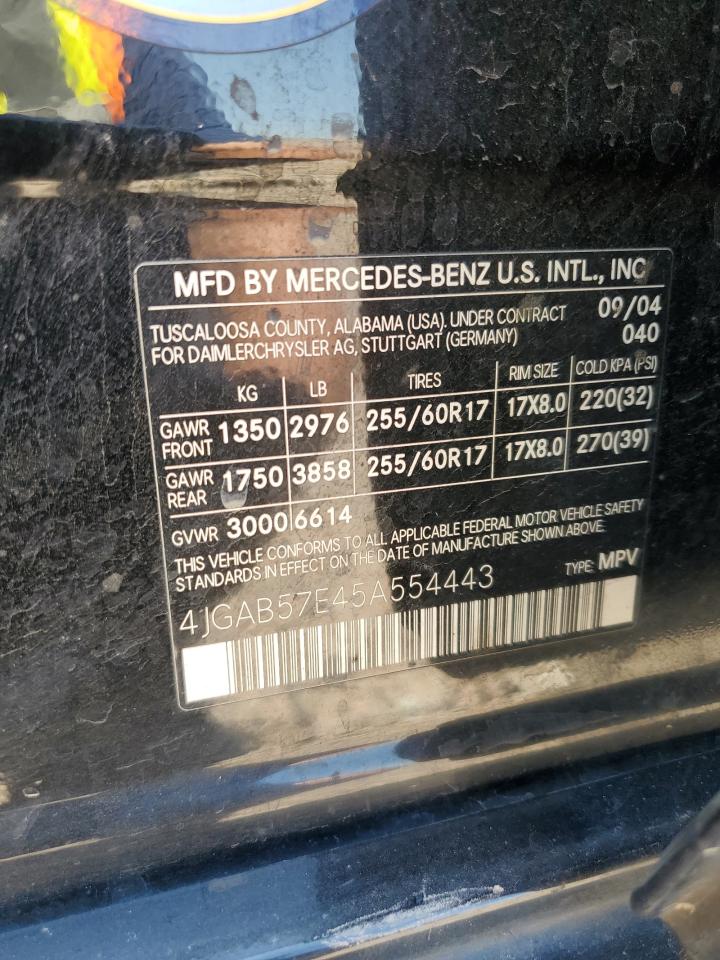 MFD BY MERCEDES-BENZ U.S. INTL., INC
TUSCALOOSA COUNTY, ALABAMA (USA). UNDER CONTRACT 09/04
FOR DAIMLERCHRYSLER AG, STUTTGART (GERMANY) 040
KG LB TIRES RIM SIZE COLD KPA (PSI)
GAWR FRONT 1350 2976 255/60R17 17X8.0 220(32)
GAWR REAR 1750 3858 255/60R17 17X8.0 270(39)
GVWR 3000 6614
THIS VEHICLE CONFORMS TO ALL APPLICABLE FEDERAL MOTOR VEHICLE SAFETY
STANDARDS IN EFFECT ON THE DATE OF MANUFACTURE SHOWN ABOVE.
4JGAB57E45A554443 TYPE: MPV